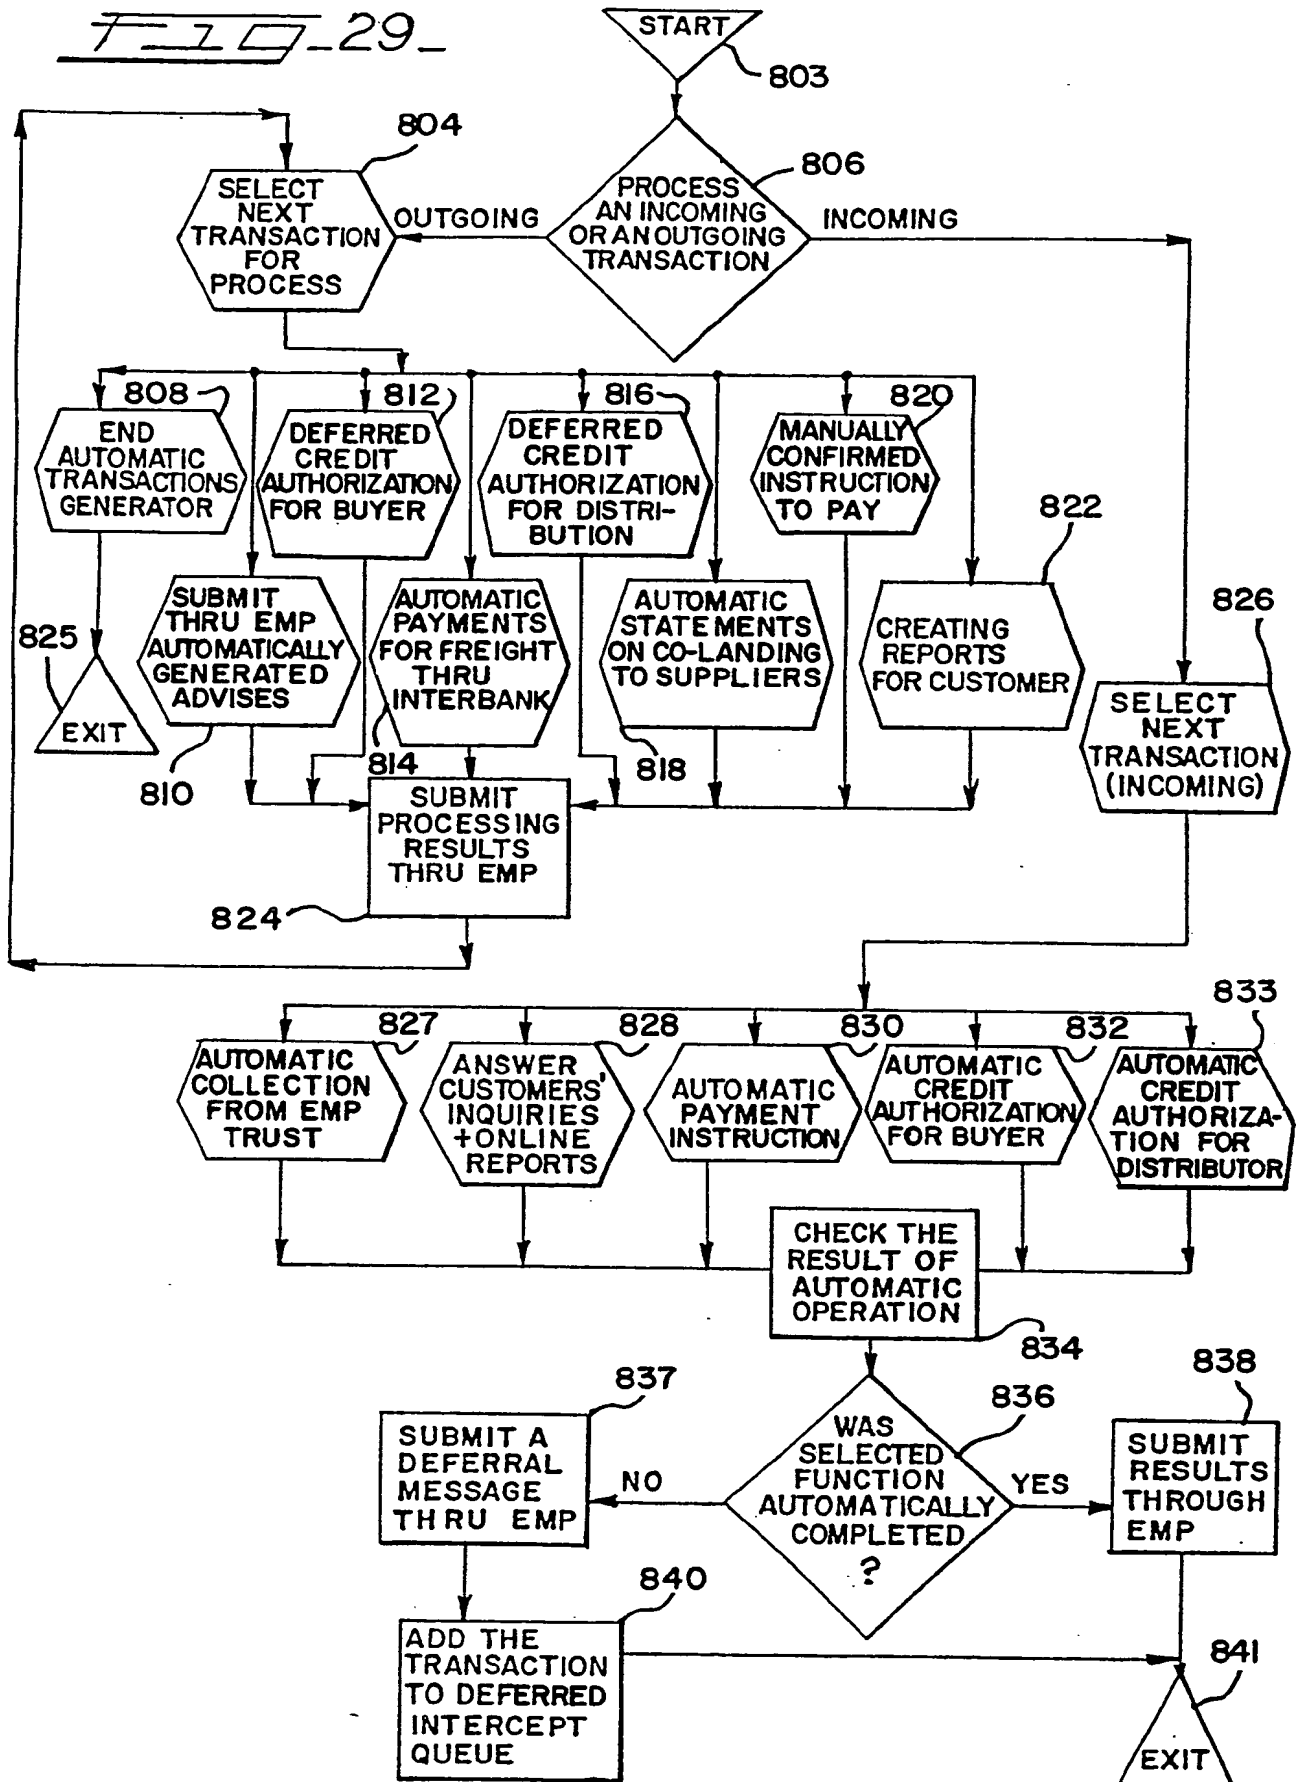 FIG_29_
START
803
804
806
SELECT
NEXT
TRANSACTION
FOR
PROCESS
OUTGOING
PROCESS
AN INCOMING
OR AN OUTGOING
TRANSACTION
INCOMING
808
812
816
820
END
AUTOMATIC
TRANSACTIONS
GENERATOR
DEFERRED
CREDIT
AUTHORIZATION
FOR BUYER
DEFERRED
CREDIT
AUTHORIZATION
FOR DISTRI-
BUTION
MANUALLY
CONFIRMED
INSTRUCTION
TO PAY
822
825
EXIT
SUBMIT
THRU EMP
AUTOMATICALLY
GENERATED
ADVISES
810
AUTOMATIC
PAYMENTS
FOR FREIGHT
THRU
INTERBANK
814
AUTOMATIC
STATEMENTS
ON CO-LANDING
TO SUPPLIERS
818
CREATING
REPORTS
FOR CUSTOMER
826
SELECT
NEXT
TRANSACTION
(INCOMING)
SUBMIT
PROCESSING
RESULTS
THRU EMP
824
827
828
830
832
833
AUTOMATIC
COLLECTION
FROM EMP
TRUST
ANSWER
CUSTOMERS'
INQUIRIES
+ONLINE
REPORTS
AUTOMATIC
PAYMENT
INSTRUCTION
AUTOMATIC
CREDIT
AUTHORIZATION
FOR BUYER
AUTOMATIC
CREDIT
AUTHORIZA-
TION FOR
DISTRIBUTOR
CHECK THE
RESULT OF
AUTOMATIC
OPERATION
834
837
836
838
SUBMIT A
DEFERRAL
MESSAGE
THRU EMP
NO
WAS
SELECTED
FUNCTION
AUTOMATICALLY
COMPLETED
?
YES
SUBMIT
RESULTS
THROUGH
EMP
840
ADD THE
TRANSACTION
TO DEFERRED
INTERCEPT
QUEUE
841
EXIT